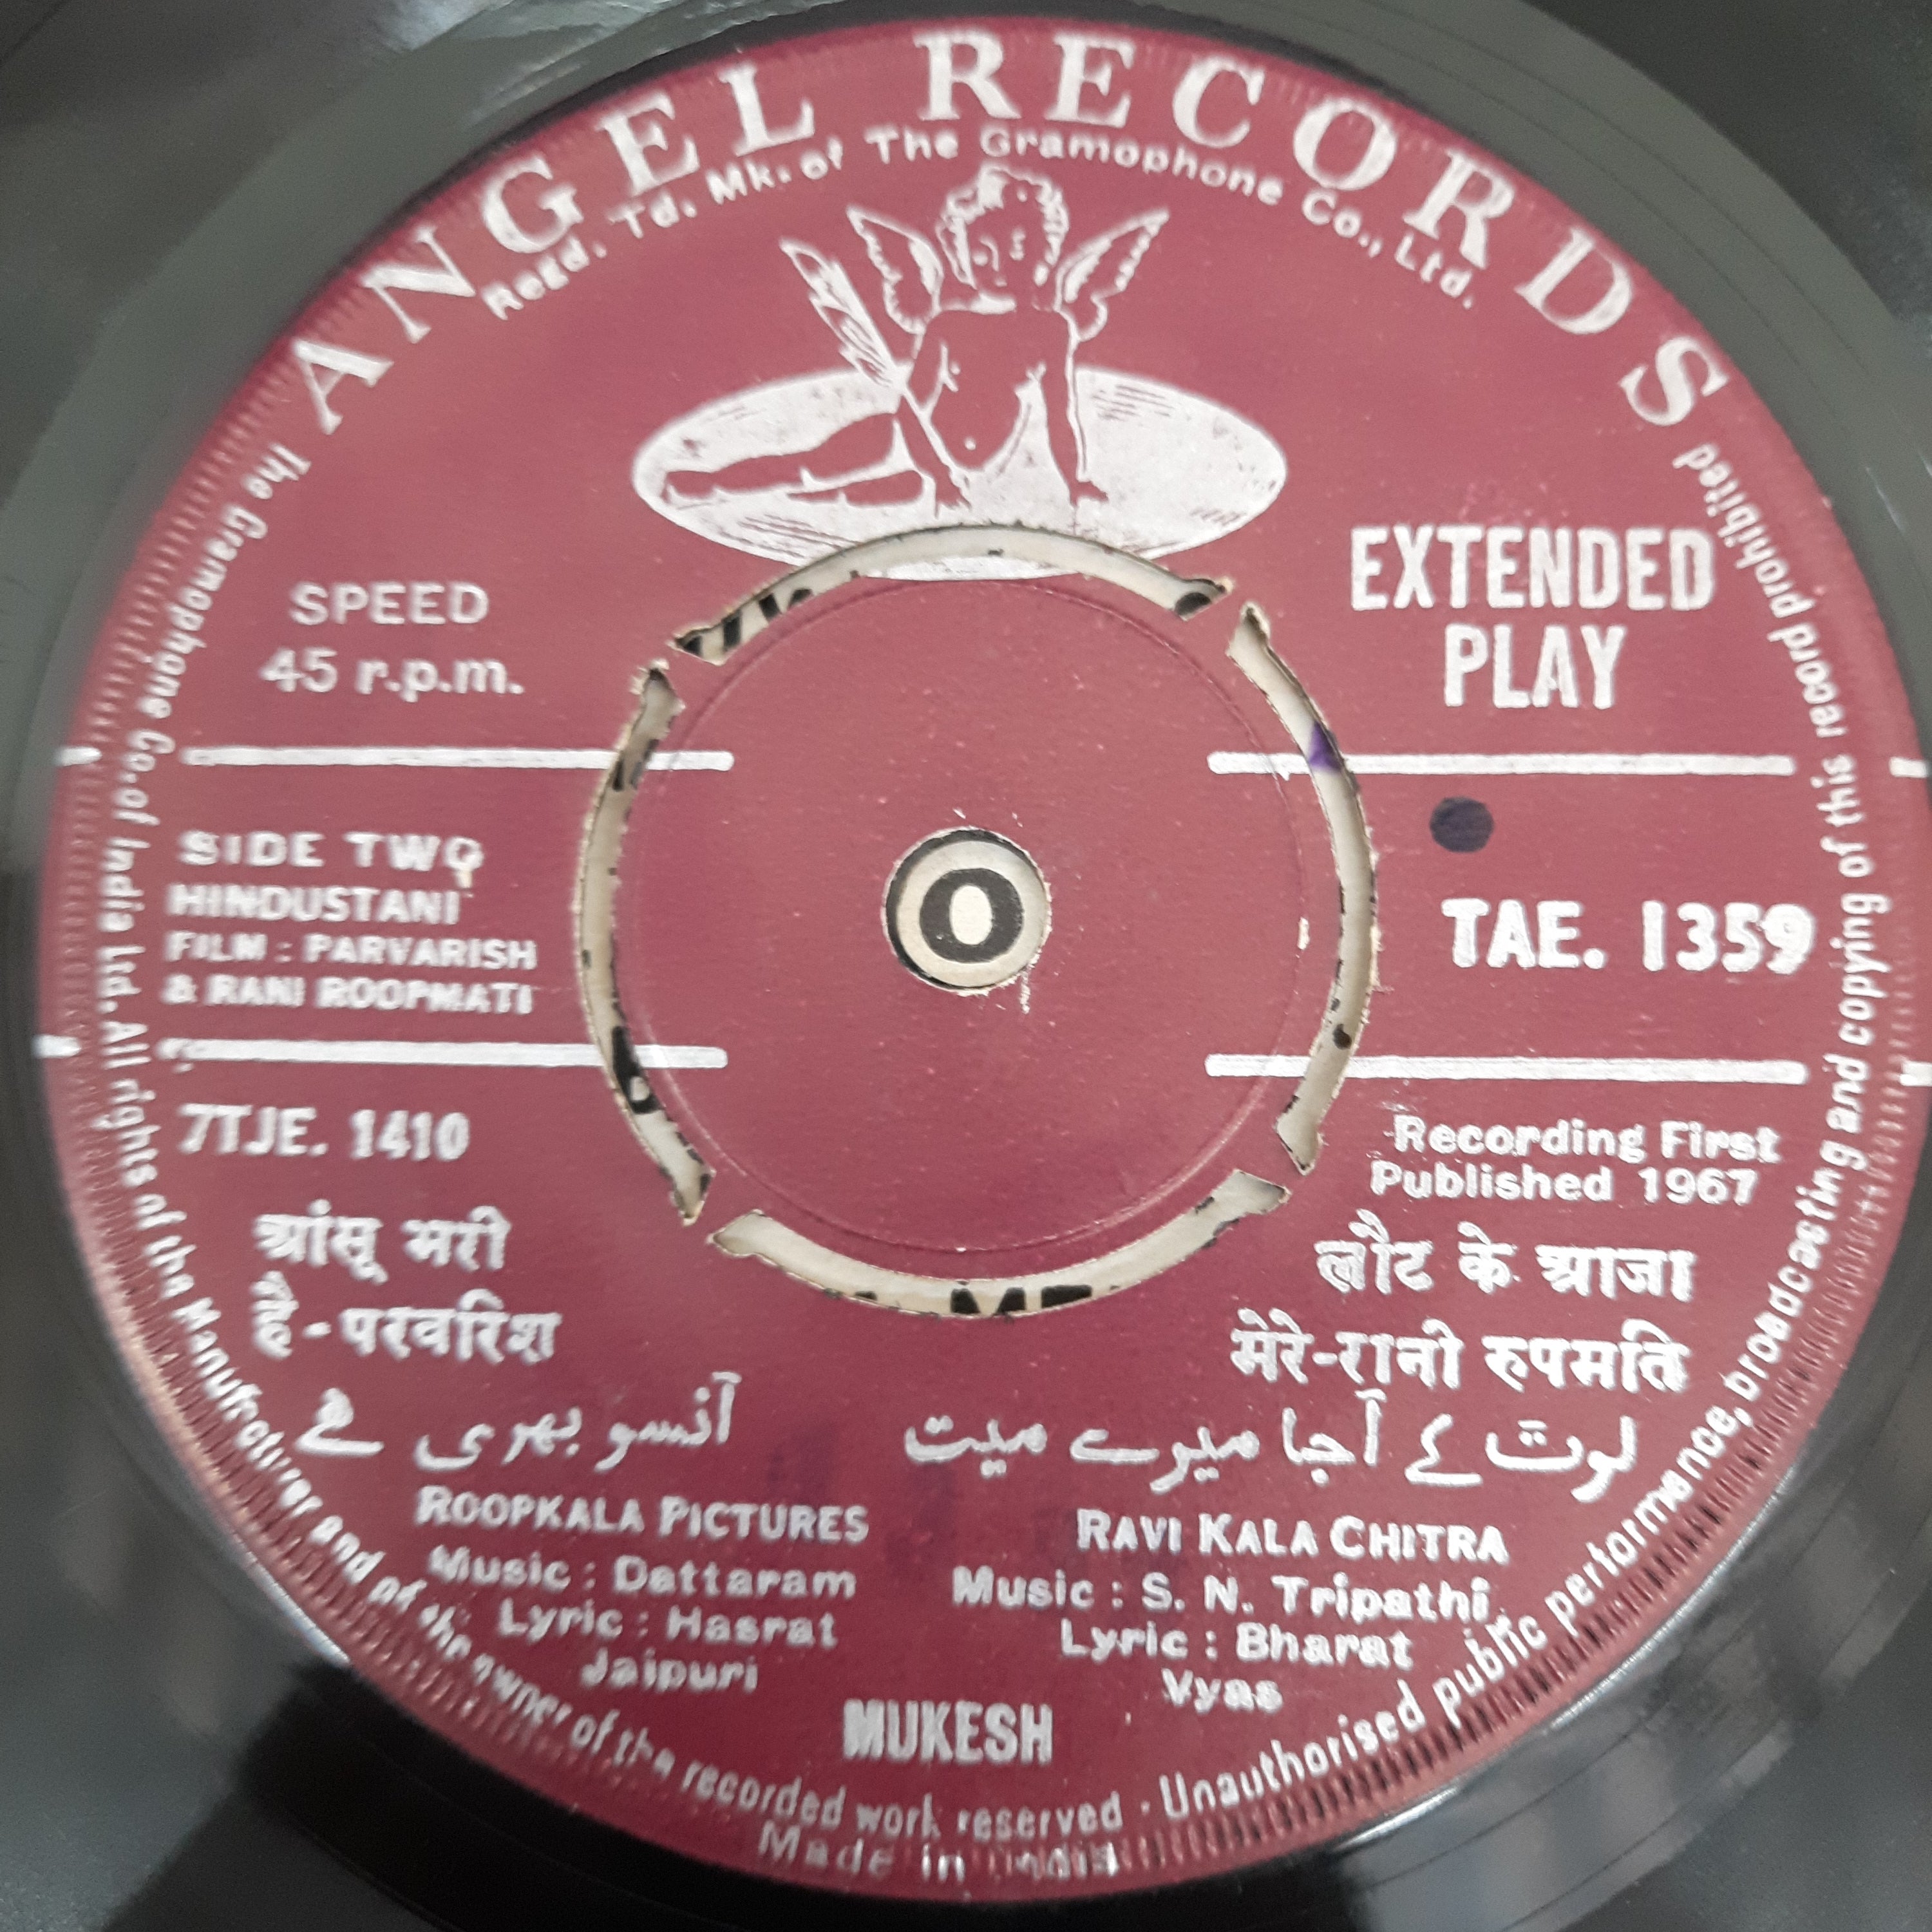 ANGEL RECORDS
Regd. Td. Mk. of The Gramophone Co., Ltd.
SPEED
45 r.p.m.
EXTENDED
PLAY
SIDE TWO
HINDUSTANI
FILM : PARVARISH
& RANI ROOPMATI
TAE. 1359
7TJE. 1410
Recording First
Published 1967
आंसू भरी
है - परवरिश
लौट के आजा
मेरे-रानी रुपमति
آنسو بھری ہے
لوٹ کے آجا میرے میت
ROOPKALA PICTURES
Music : Dattaram
Lyric : Hasrat
Jaipuri
RAVI KALA CHITRA
Music : S. N. Tripathi
Lyric : Bharat
Vyas
MUKESH
The Gramophone Co. of India Ltd. All rights of the Manufacturer and of the owner of the recorded work reserved · Unauthorised public performance, broadcasting and copying of this record prohibited
Made in India
O